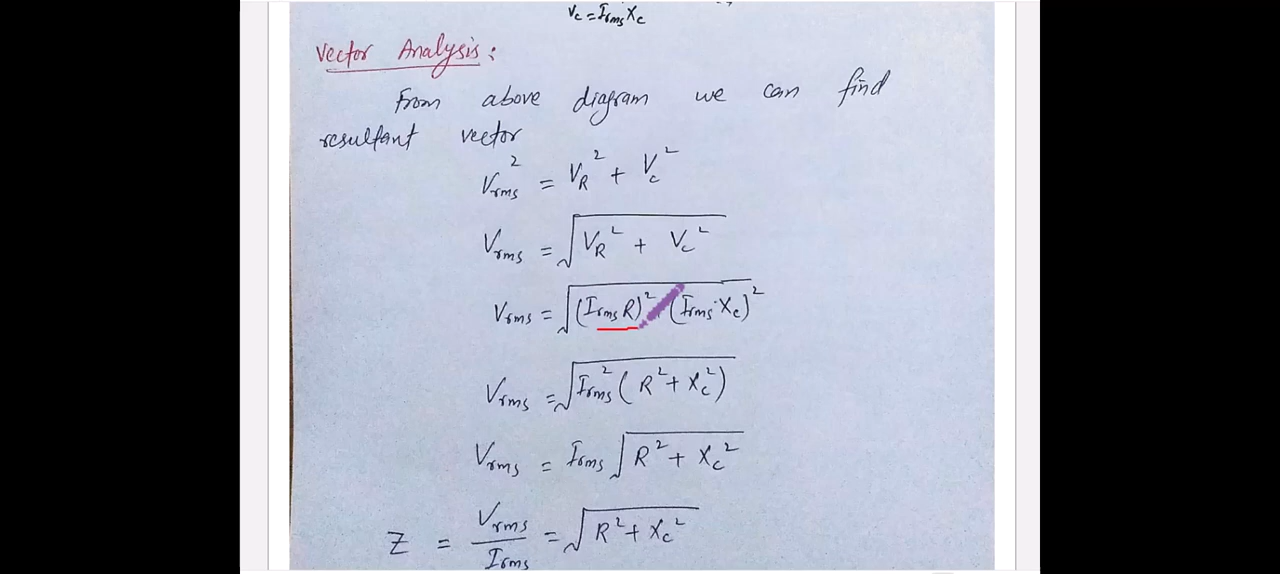 Vc = Irms Xc
Vector Analysis:
From above diagram we can find
resultant vector
Vrms² = VR² + Vc²
Vrms = √(VR² + Vc²)
Vrms = √((Irms R)² (Irms·Xc)²
Vrms = √(Irms²(R² + Xc²))
Vrms = Irms √(R² + Xc²)
Z = Vrms/Irms = √(R² + Xc²)